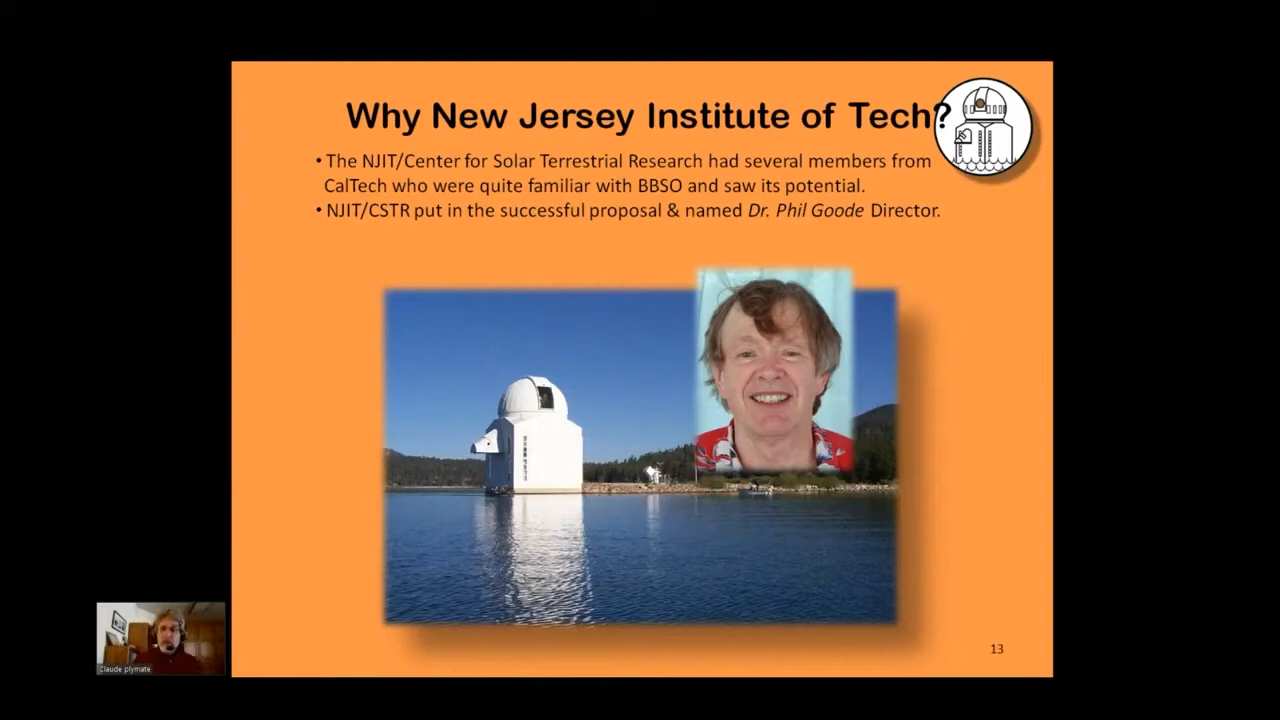 Why New Jersey Institute of Tech?
• The NJIT/Center for Solar Terrestrial Research had several members from
CalTech who were quite familiar with BBSO and saw its potential.
• NJIT/CSTR put in the successful proposal & named Dr. Phil Goode Director.
13
Claude plymate